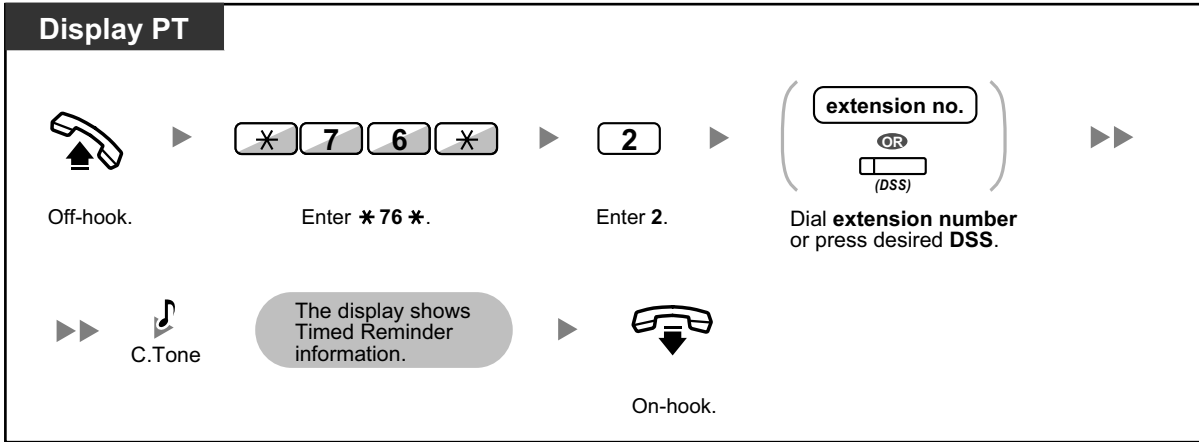 Display PT
extension no.
OR
(DSS)
* 7 6 *
2
Off-hook.
Enter * 76 *.
Enter 2.
Dial extension number
or press desired DSS.
C.Tone
The display shows
Timed Reminder
information.
On-hook.